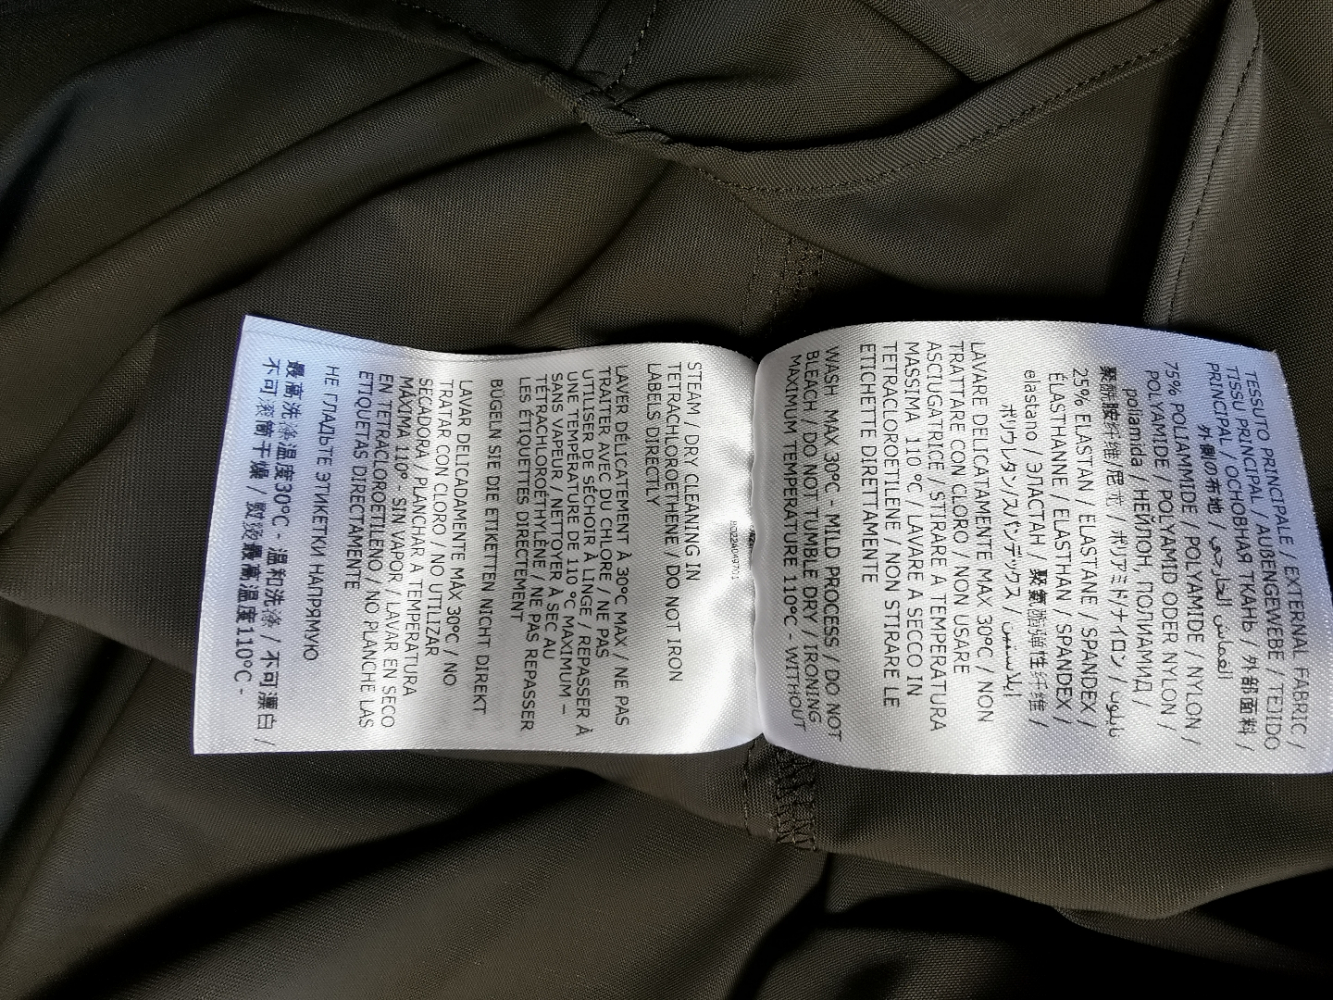 TESSUTO PRINCIPALE / EXTERNAL FABRIC /
TISSU PRINCIPAL / AUßENGEWEBE / TEJIDO
PRINCIPAL / ОСНОВНАЯ ТКАНЬ / 外部面料 /
外側の布地 / القماش الخارجي
75% POLIAMMIDE / POLYAMIDE / NYLON /
POLYAMIDE / POLYAMID ODER NYLON /
poliamida / НЕЙЛОН, ПОЛИАМИД /
聚酰胺纤维/尼龙 / ポリアミド/ナイロン / نايلون
25% ELASTAN / ELASTANE / SPANDEX /
ÉLASTHANNE / ELASTHAN / SPANDEX /
elastano / ЭЛАСТАН / 聚氨酯弹性纤维 /
ポリウレタン/スパンデックス /
LAVARE DELICATAMENTE MAX 30°C / NON
TRATTARE CON CLORO / NON USARE
ASCIUGATRICE / STIRARE A TEMPERATURA
MASSIMA 110 °C / LAVARE A SECCO IN
TETRACLOROETILENE / NON STIRARE LE
ETICHETTE DIRETTAMENTE
WASH MAX 30°C - MILD PROCESS / DO NOT
BLEACH / DO NOT TUMBLE DRY / IRONING
MAXIMUM TEMPERATURE 110°C - WITHOUT
STEAM / DRY CLEANING IN
TETRACHLOROETHENE / DO NOT IRON
LABELS DIRECTLY
LAVER DÉLICATEMENT À 30°C MAX / NE PAS
TRAITER AVEC DU CHLORE / NE PAS
UTILISER DE SÉCHOIR À LINGE / REPASSER À
UNE TEMPÉRATURE DE 110 °C MAXIMUM –
SANS VAPEUR / NETTOYER À SEC AU
TÉTRACHLOROÉTHYLÈNE / NE PAS REPASSER
LES ÉTIQUETTES DIRECTEMENT
BÜGELN SIE DIE ETIKETTEN NICHT DIREKT
LAVAR DELICADAMENTE MÁX 30°C / NO
TRATAR CON CLORO / NO UTILIZAR
SECADORA / PLANCHAR A TEMPERATURA
MÁXIMA 110° - SIN VAPOR / LAVAR EN SECO
EN TETRACLOROETILENO / NO PLANCHE LAS
ETIQUETAS DIRECTAMENTE
НЕ ГЛАДЬТЕ ЭТИКЕТКИ НАПРЯМУЮ
最高洗涤温度30°C - 温和洗涤 / 不可漂白 /
不可滚筒干燥 / 熨烫最高温度110°C -